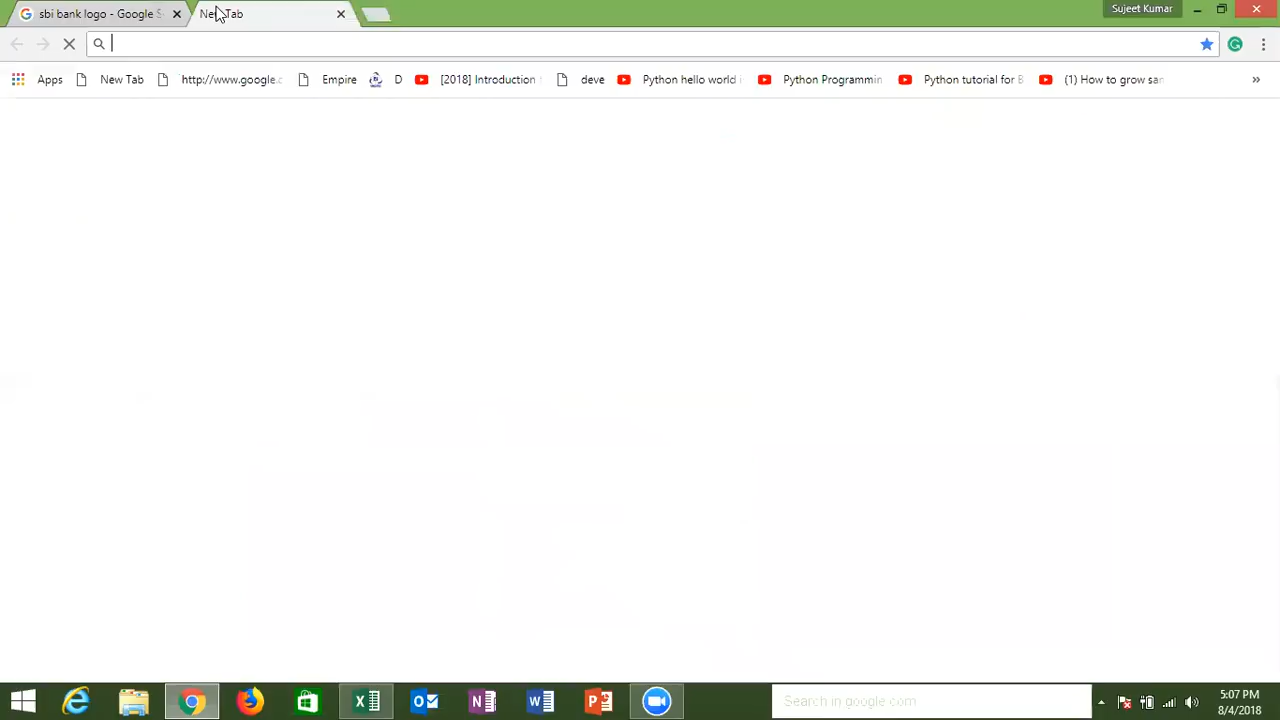 sbi bank logo - Google S
New Tab
Sujeet Kumar
Apps
New Tab
http://www.google.c
Empire
D
[2018] Introduction
deve
Python hello world
Python Programmin
Python tutorial for B
(1) How to grow san
»
Search in google.com
5:07 PM
8/4/2018